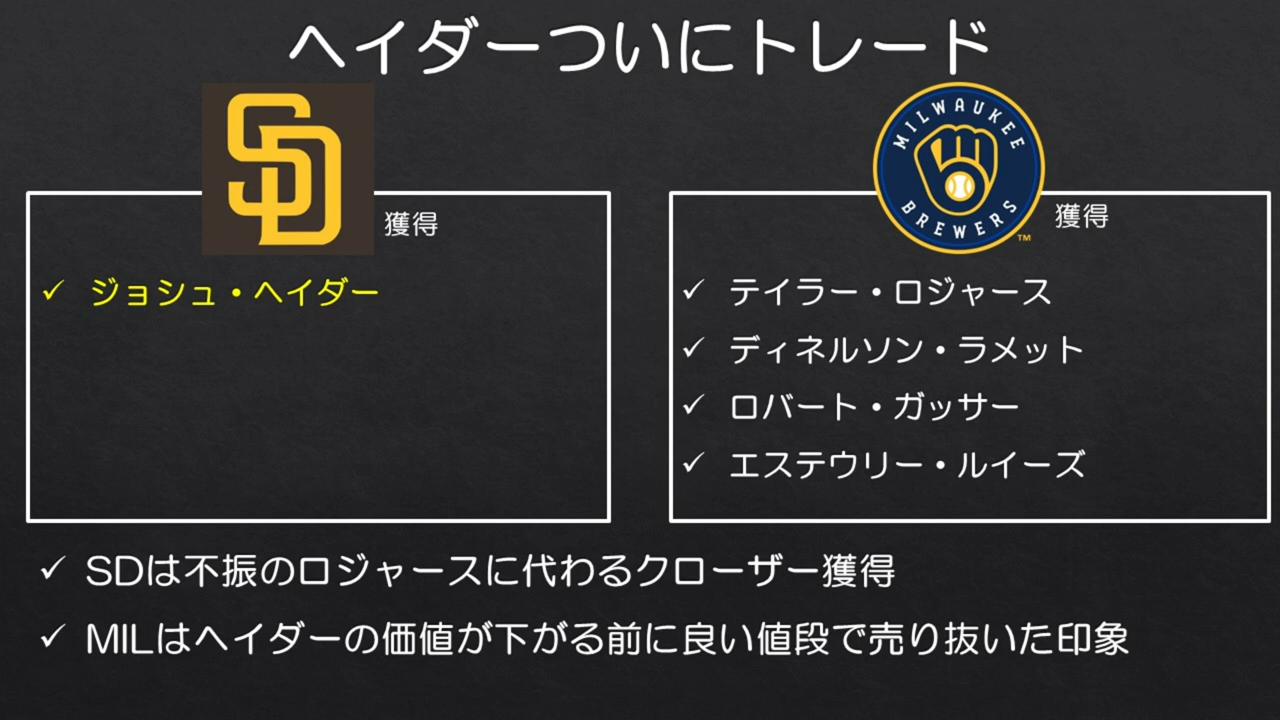 ヘイダーついにトレード
SD
獲得
✓ ジョシュ・ヘイダー
MILWAUKEE
BREWERS
TM
獲得
✓ テイラー・ロジャース
✓ ディネルソン・ラメット
✓ ロバート・ガッサー
✓ エステウリー・ルイーズ
✓ SDは不振のロジャースに代わるクローザー獲得
✓ MILはヘイダーの価値が下がる前に良い値段で売り抜いた印象